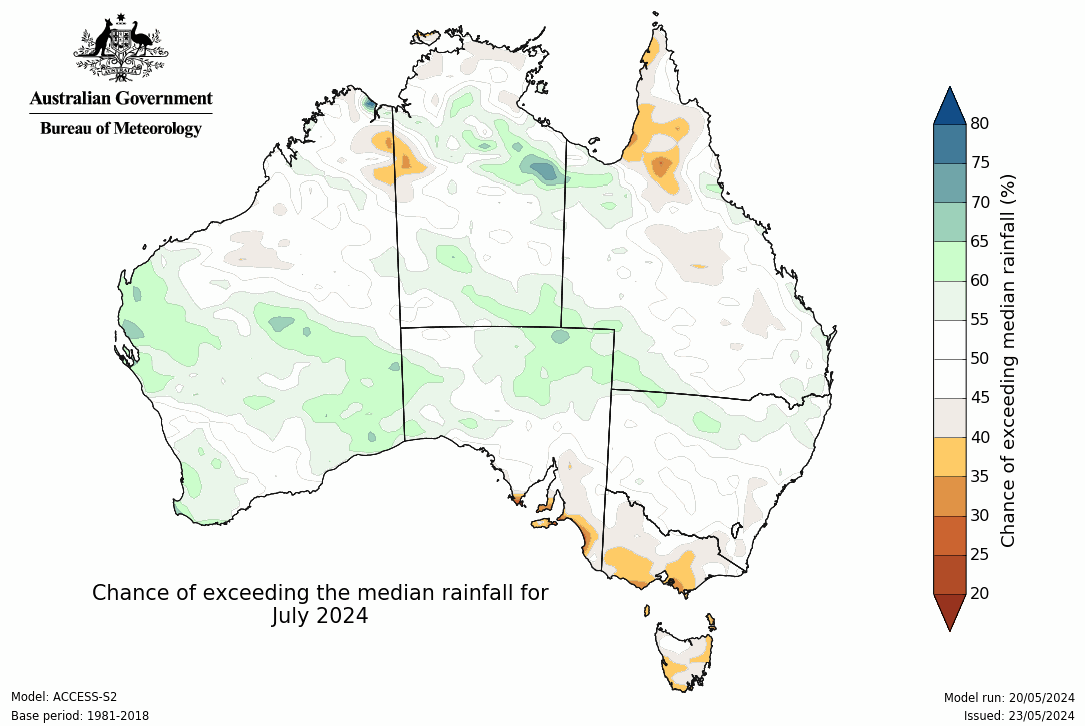 Australian Government
Bureau of Meteorology
80
75
70
65
60
55
50
45
40
35
30
25
20
Chance of exceeding median rainfall (%)
Chance of exceeding the median rainfall for
July 2024
Model: ACCESS-S2
Base period: 1981-2018
Model run: 20/05/2024
Issued: 23/05/2024